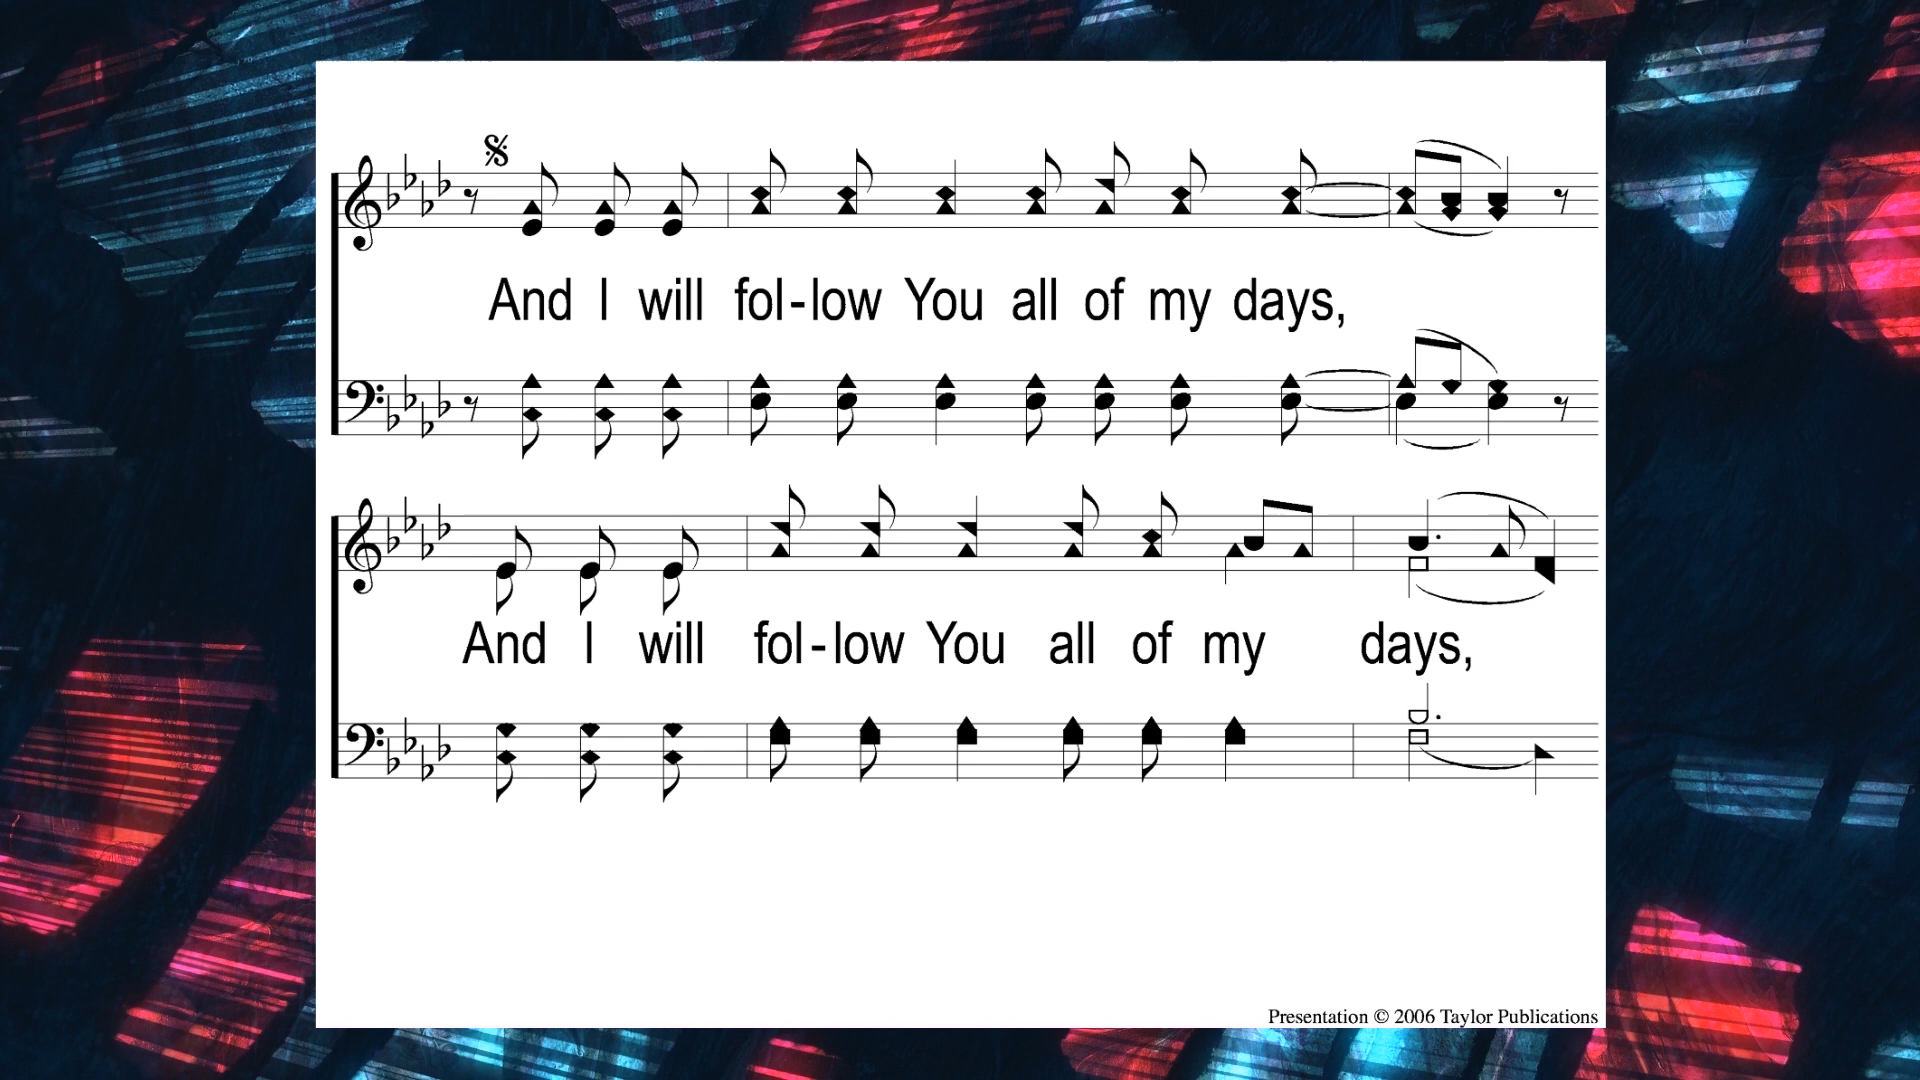 And I will fol-low You all of my days,
And I will fol-low You all of my days,
Presentation © 2006 Taylor Publications